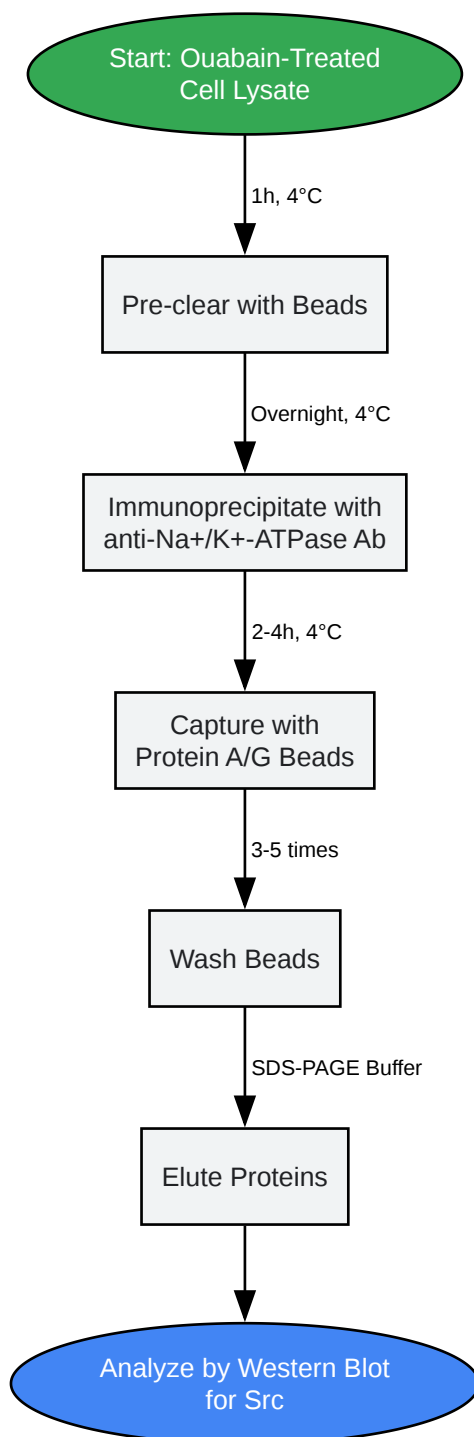 Start: Ouabain-Treated
Cell Lysate
1h, 4°C
Pre-clear with Beads
Overnight, 4°C
Immunoprecipitate with
anti-Na+/K+-ATPase Ab
2-4h, 4°C
Capture with
Protein A/G Beads
3-5 times
Wash Beads
SDS-PAGE Buffer
Elute Proteins
Analyze by Western Blot
for Src